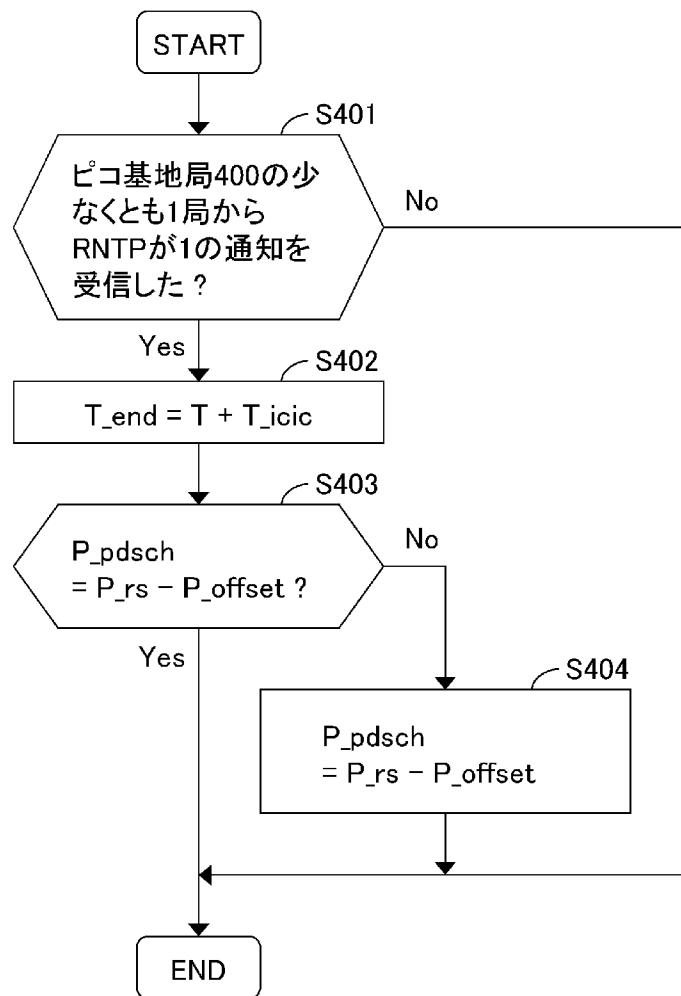 START
S401
ピコ基地局400の少
なくとも1局から
RNTPが1の通知を
受信した?
No
Yes
S402
T_end = T + T_icic
S403
P_pdsch
= P_rs − P_offset ?
No
Yes
S404
P_pdsch
= P_rs − P_offset
END